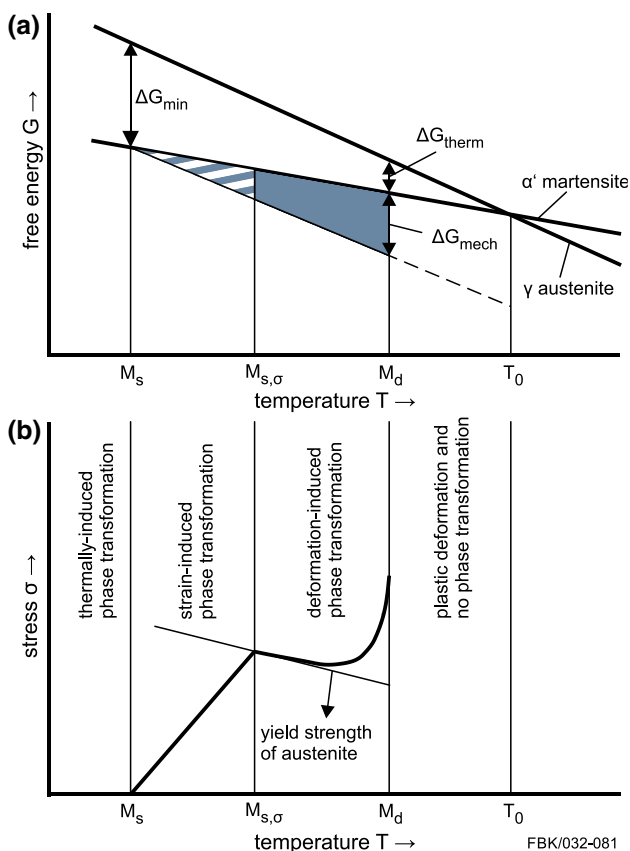 (a)
free energy G →
ΔG_min
ΔG_therm
α‘ martensite
ΔG_mech
γ austenite
M_s
M_s,σ
M_d
T_0
temperature T →
(b)
stress σ →
thermally-induced
phase transformation
strain-induced
phase transformation
deformation-induced
phase transformation
plastic deformation and
no phase transformation
yield strength
of austenite
M_s
M_s,σ
M_d
T_0
temperature T →
FBK/032-081